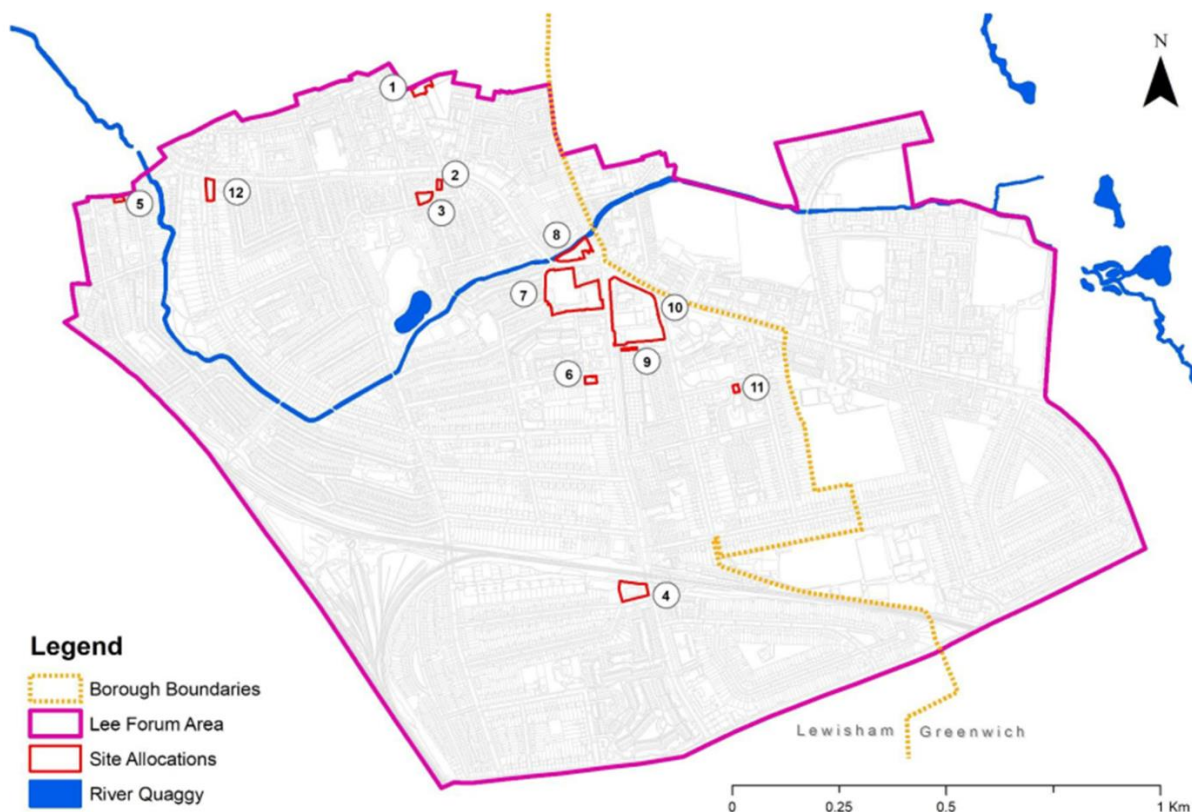 N
1
2
3
5
12
8
7
10
9
6
11
4
Legend
Borough Boundaries
Lee Forum Area
Site Allocations
River Quaggy
Lewisham Greenwich
0 0.25 0.5 1 Km